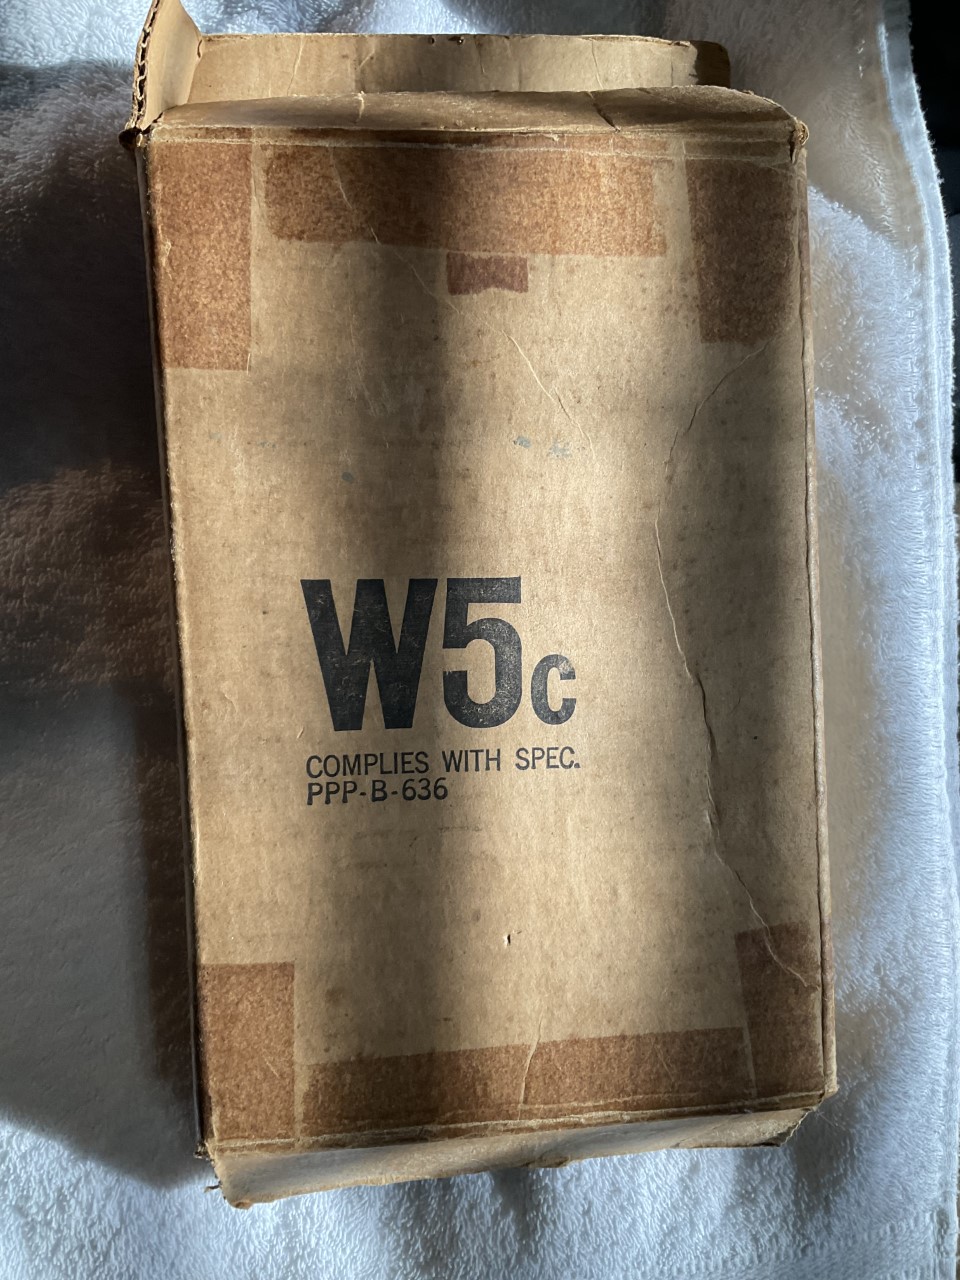 W5c
COMPLIES WITH SPEC.
PPP-B-636